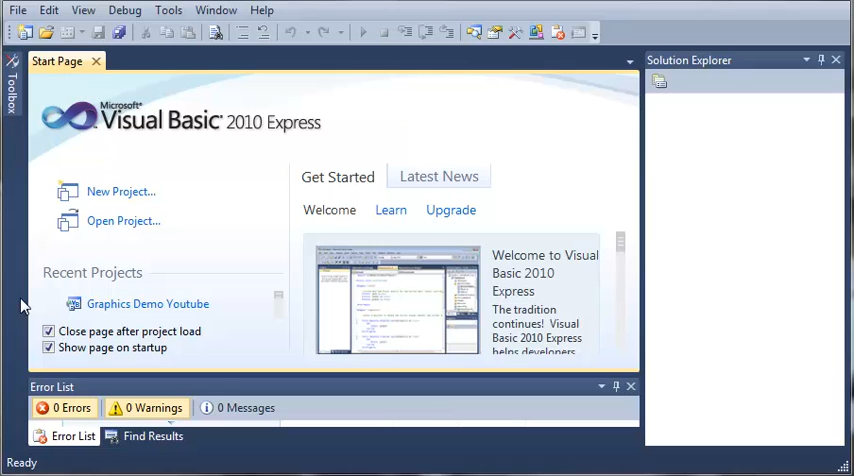 File Edit View Debug Tools Window Help
Start Page
Solution Explorer
Toolbox
Microsoft®
Visual Basic® 2010 Express
New Project...
Open Project...
Recent Projects
Graphics Demo Youtube
Close page after project load
Show page on startup
Get Started Latest News
Welcome Learn Upgrade
Welcome to Visual
Basic 2010
Express
The tradition
continues! Visual
Basic 2010 Express
helps developers
Error List
0 Errors 0 Warnings 0 Messages
Error List Find Results
Ready